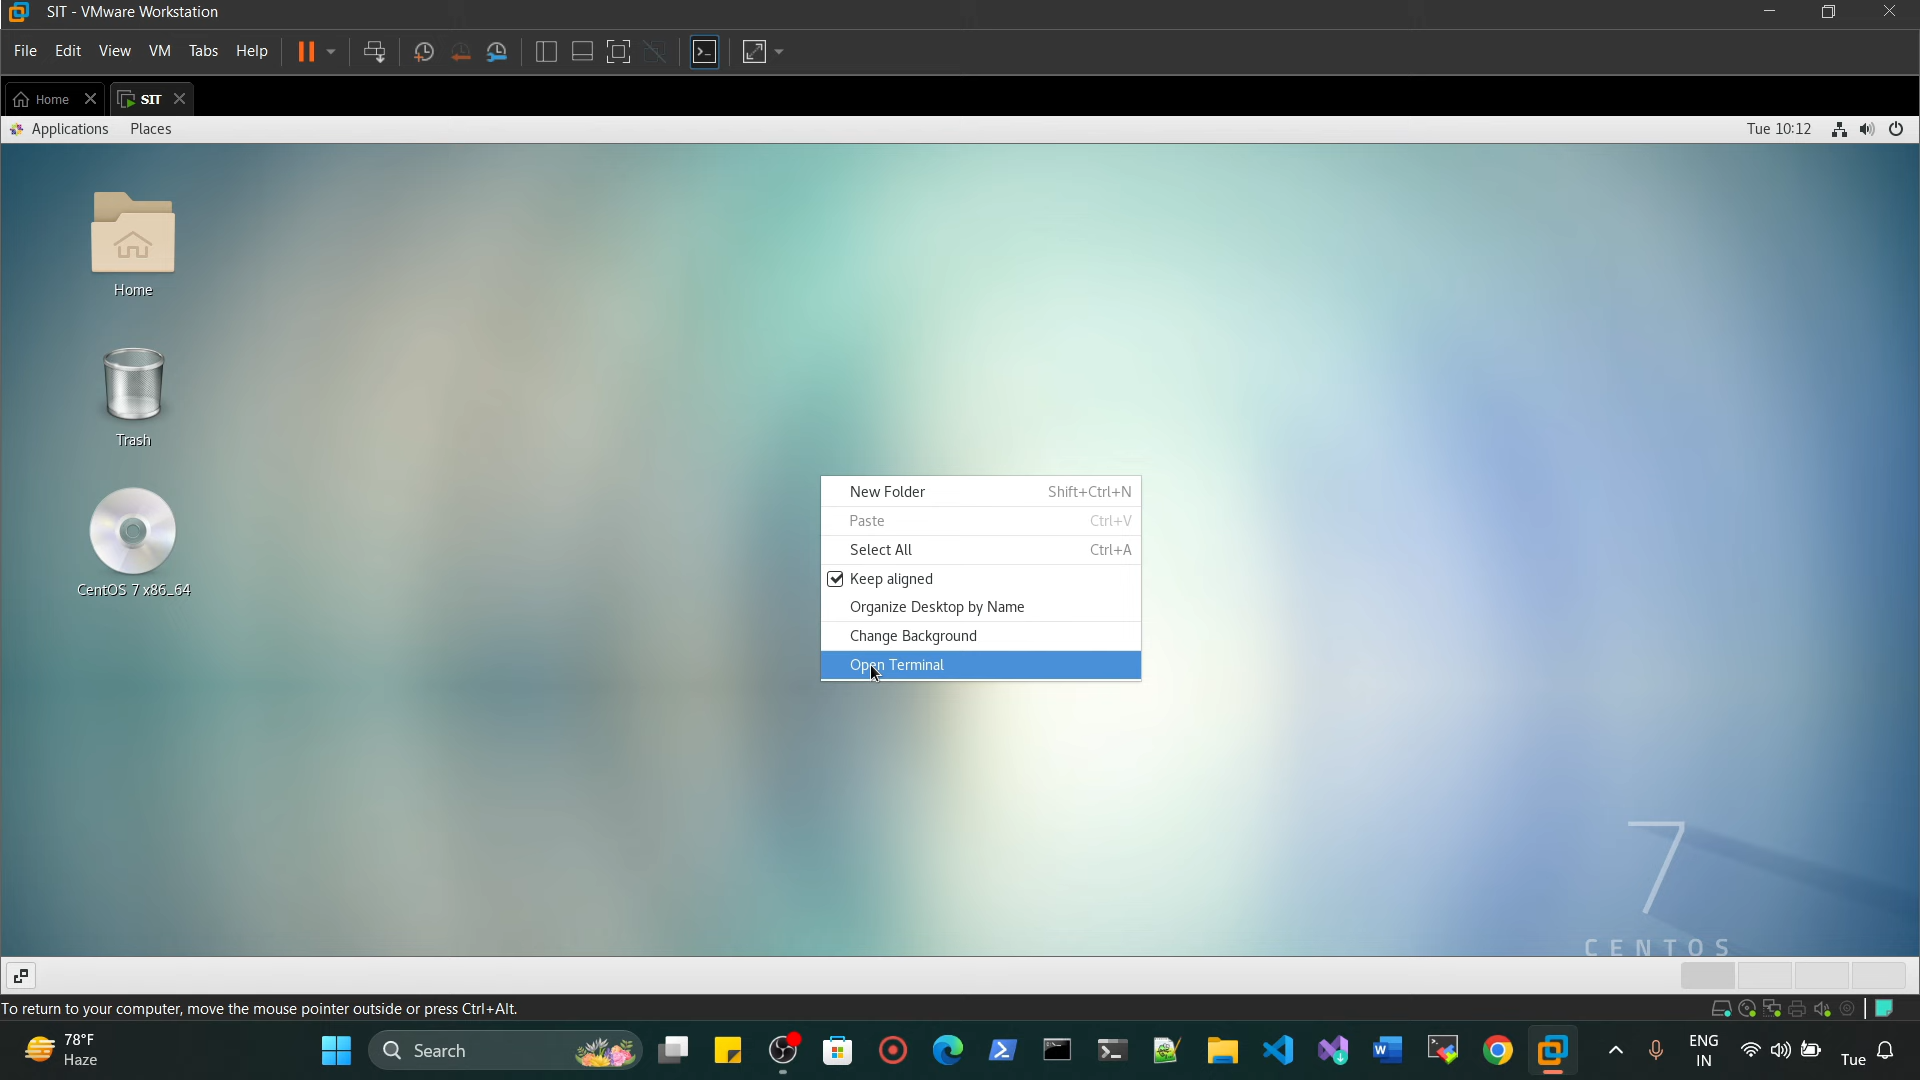 SIT - VMware Workstation
File Edit View VM Tabs Help
Home SIT
Applications Places Tue 10:12
Home
Trash
CentOS 7 x86_64
New Folder Shift+Ctrl+N
Paste Ctrl+V
Select All Ctrl+A
Keep aligned
Organize Desktop by Name
Change Background
Open Terminal
7
CENTOS
To return to your computer, move the mouse pointer outside or press Ctrl+Alt.
78°F
Haze
Search
ENG
IN
Tue